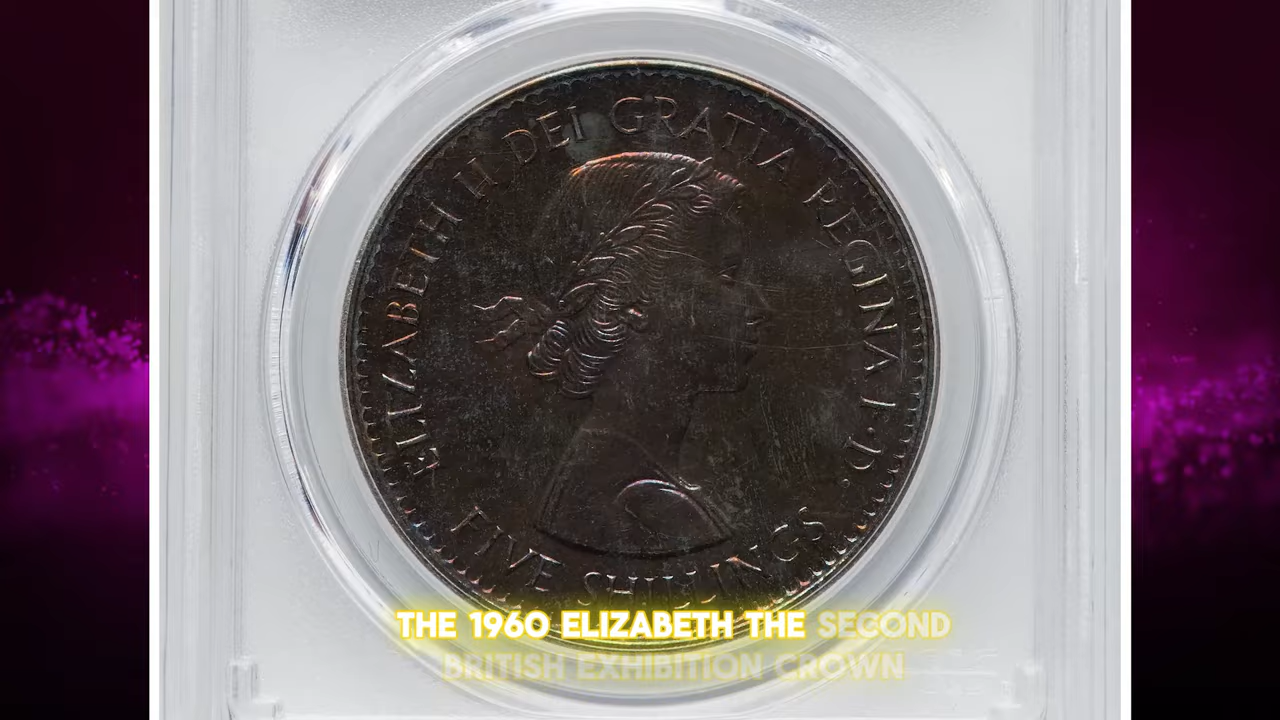 ELIZABETH II DEI GRATIA REGINA F·D·
FIVE SHILLINGS
THE 1960 ELIZABETH THE SECOND
BRITISH EXHIBITION CROWN